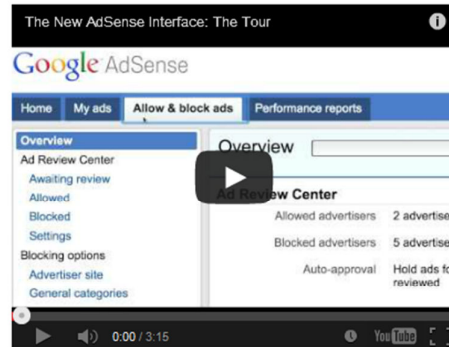 The New AdSense Interface: The Tour
Google AdSense
Home My ads Allow & block ads Performance reports
Overview
Ad Review Center
Awaiting review
Allowed
Blocked
Settings
Blocking options
Advertiser site
General categories
Overview
Ad Review Center
Allowed advertisers 2 advertise
Blocked advertisers 5 advertise
Auto-approval Hold ads fo
reviewed
0:00 / 3:15 YouTube